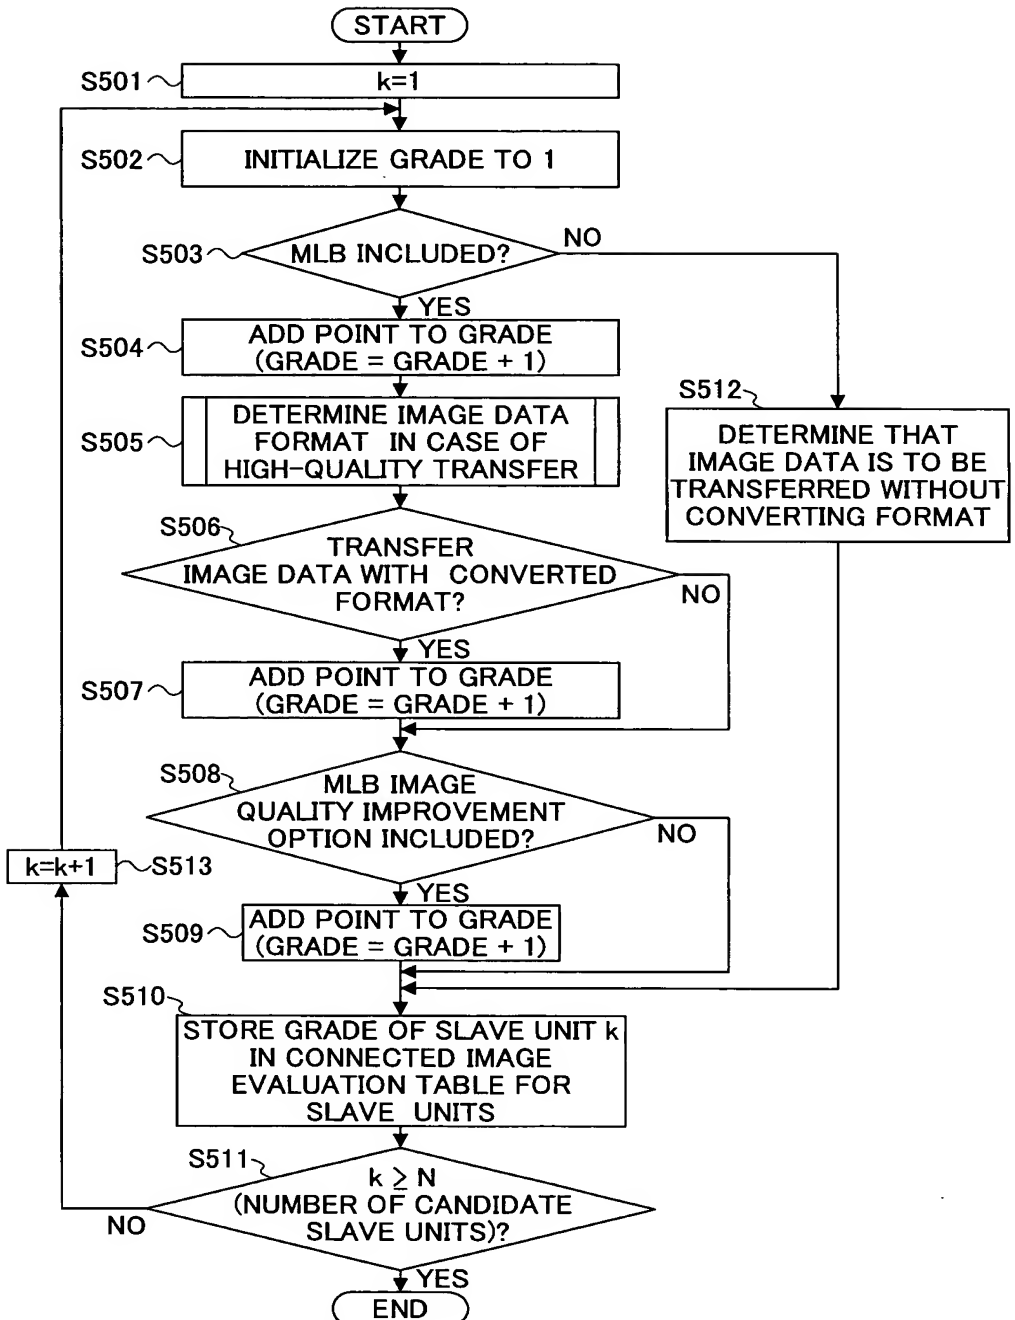 START
S501
k=1
S502
INITIALIZE GRADE TO 1
S503
MLB INCLUDED?
NO
YES
S504
ADD POINT TO GRADE
(GRADE = GRADE + 1)
S505
DETERMINE IMAGE DATA
FORMAT IN CASE OF
HIGH-QUALITY TRANSFER
S512
DETERMINE THAT
IMAGE DATA IS TO BE
TRANSFERRED WITHOUT
CONVERTING FORMAT
S506
TRANSFER
IMAGE DATA WITH CONVERTED
FORMAT?
NO
YES
S507
ADD POINT TO GRADE
(GRADE = GRADE + 1)
S508
MLB IMAGE
QUALITY IMPROVEMENT
OPTION INCLUDED?
NO
YES
k=k+1
S513
S509
ADD POINT TO GRADE
(GRADE = GRADE + 1)
S510
STORE GRADE OF SLAVE UNIT k
IN CONNECTED IMAGE
EVALUATION TABLE FOR
SLAVE UNITS
S511
k ≥ N
(NUMBER OF CANDIDATE
SLAVE UNITS)?
NO
YES
END